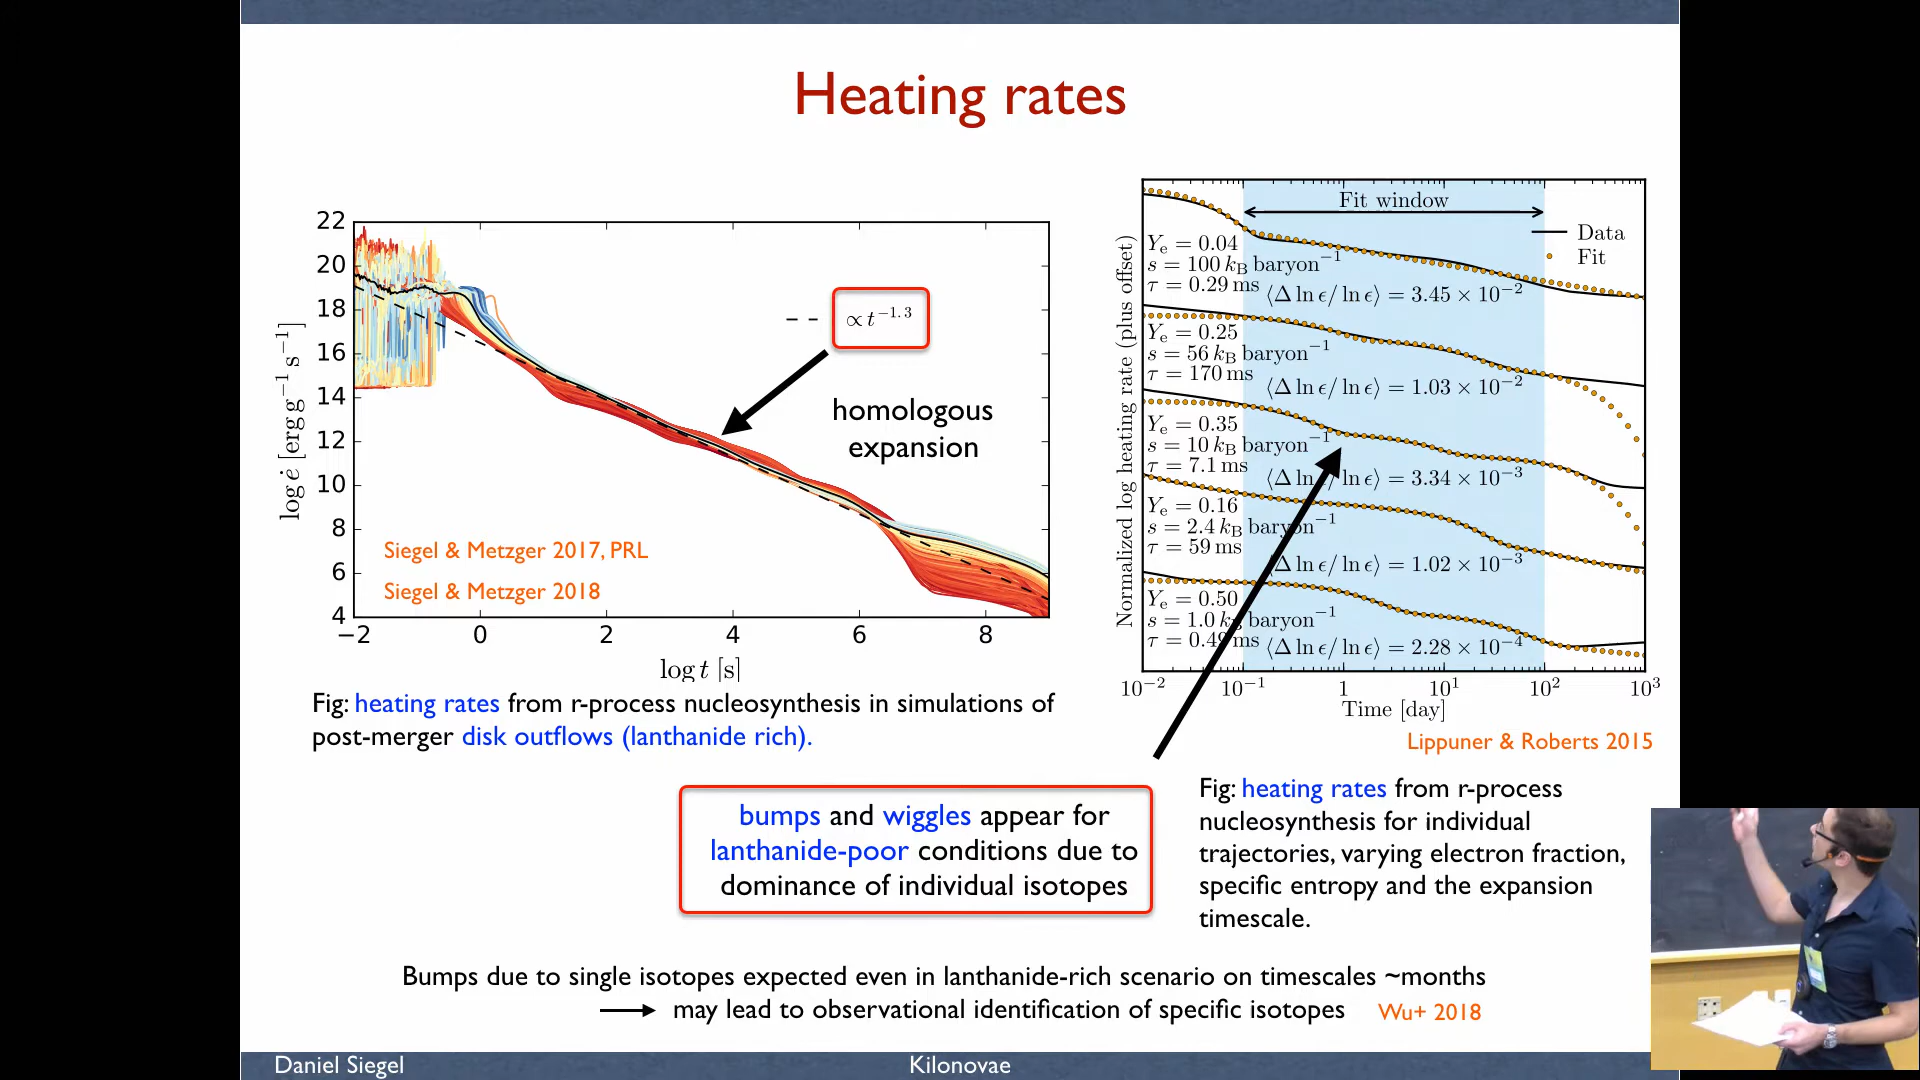 Heating rates
22
20
18
16
14
12
10
8
6
4
−2 0 2 4 6 8
log ė [erg g⁻¹ s⁻¹]
log t [s]
∝ t⁻¹·³
homologous
expansion
Siegel & Metzger 2017, PRL
Siegel & Metzger 2018
Fig: heating rates from r-process nucleosynthesis in simulations of
post-merger disk outflows (lanthanide rich).
Normalized log heating rate (plus offset)
Fit window
Data
Fit
Yₑ = 0.04
s = 100 k_B baryon⁻¹
τ = 0.29 ms
⟨Δ ln ϵ/ ln ϵ⟩ = 3.45 × 10⁻²
Yₑ = 0.25
s = 56 k_B baryon⁻¹
τ = 170 ms
⟨Δ ln ϵ/ ln ϵ⟩ = 1.03 × 10⁻²
Yₑ = 0.35
s = 10 k_B baryon⁻¹
τ = 7.1 ms
⟨Δ ln ϵ/ ln ϵ⟩ = 3.34 × 10⁻³
Yₑ = 0.16
s = 2.4 k_B baryon⁻¹
τ = 59 ms
⟨Δ ln ϵ/ ln ϵ⟩ = 1.02 × 10⁻³
Yₑ = 0.50
s = 1.0 k_B baryon⁻¹
τ = 0.49 ms
⟨Δ ln ϵ/ ln ϵ⟩ = 2.28 × 10⁻⁴
10⁻² 10⁻¹ 1 10¹ 10² 10³
Time [day]
Lippuner & Roberts 2015
Fig: heating rates from r-process
nucleosynthesis for individual
trajectories, varying electron fraction,
specific entropy and the expansion
timescale.
bumps and wiggles appear for
lanthanide-poor conditions due to
dominance of individual isotopes
Bumps due to single isotopes expected even in lanthanide-rich scenario on timescales ~months
→ may lead to observational identification of specific isotopes Wu+ 2018
Daniel Siegel Kilonovae